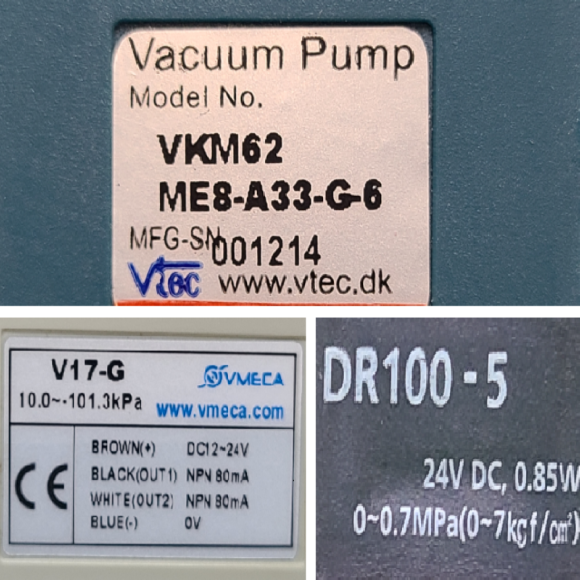 Vacuum Pump
Model No.
VKM62
ME8-A33-G-6
MFG-SN 001214
Vtec www.vtec.dk
V17-G VMECA
10.0~-101.3kPa www.vmeca.com
CE
BROWN(+) DC12~24V
BLACK(OUT1) NPN 80mA
WHITE(OUT2) NPN 80mA
BLUE(-) 0V
DR100-5
24V DC, 0.85W
0~0.7MPa(0~7kgf/cm²)